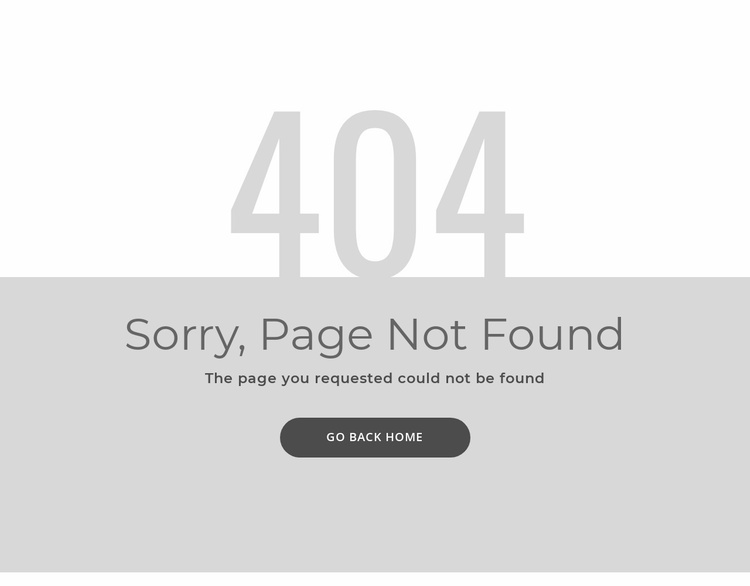 404
Sorry, Page Not Found
The page you requested could not be found
GO BACK HOME